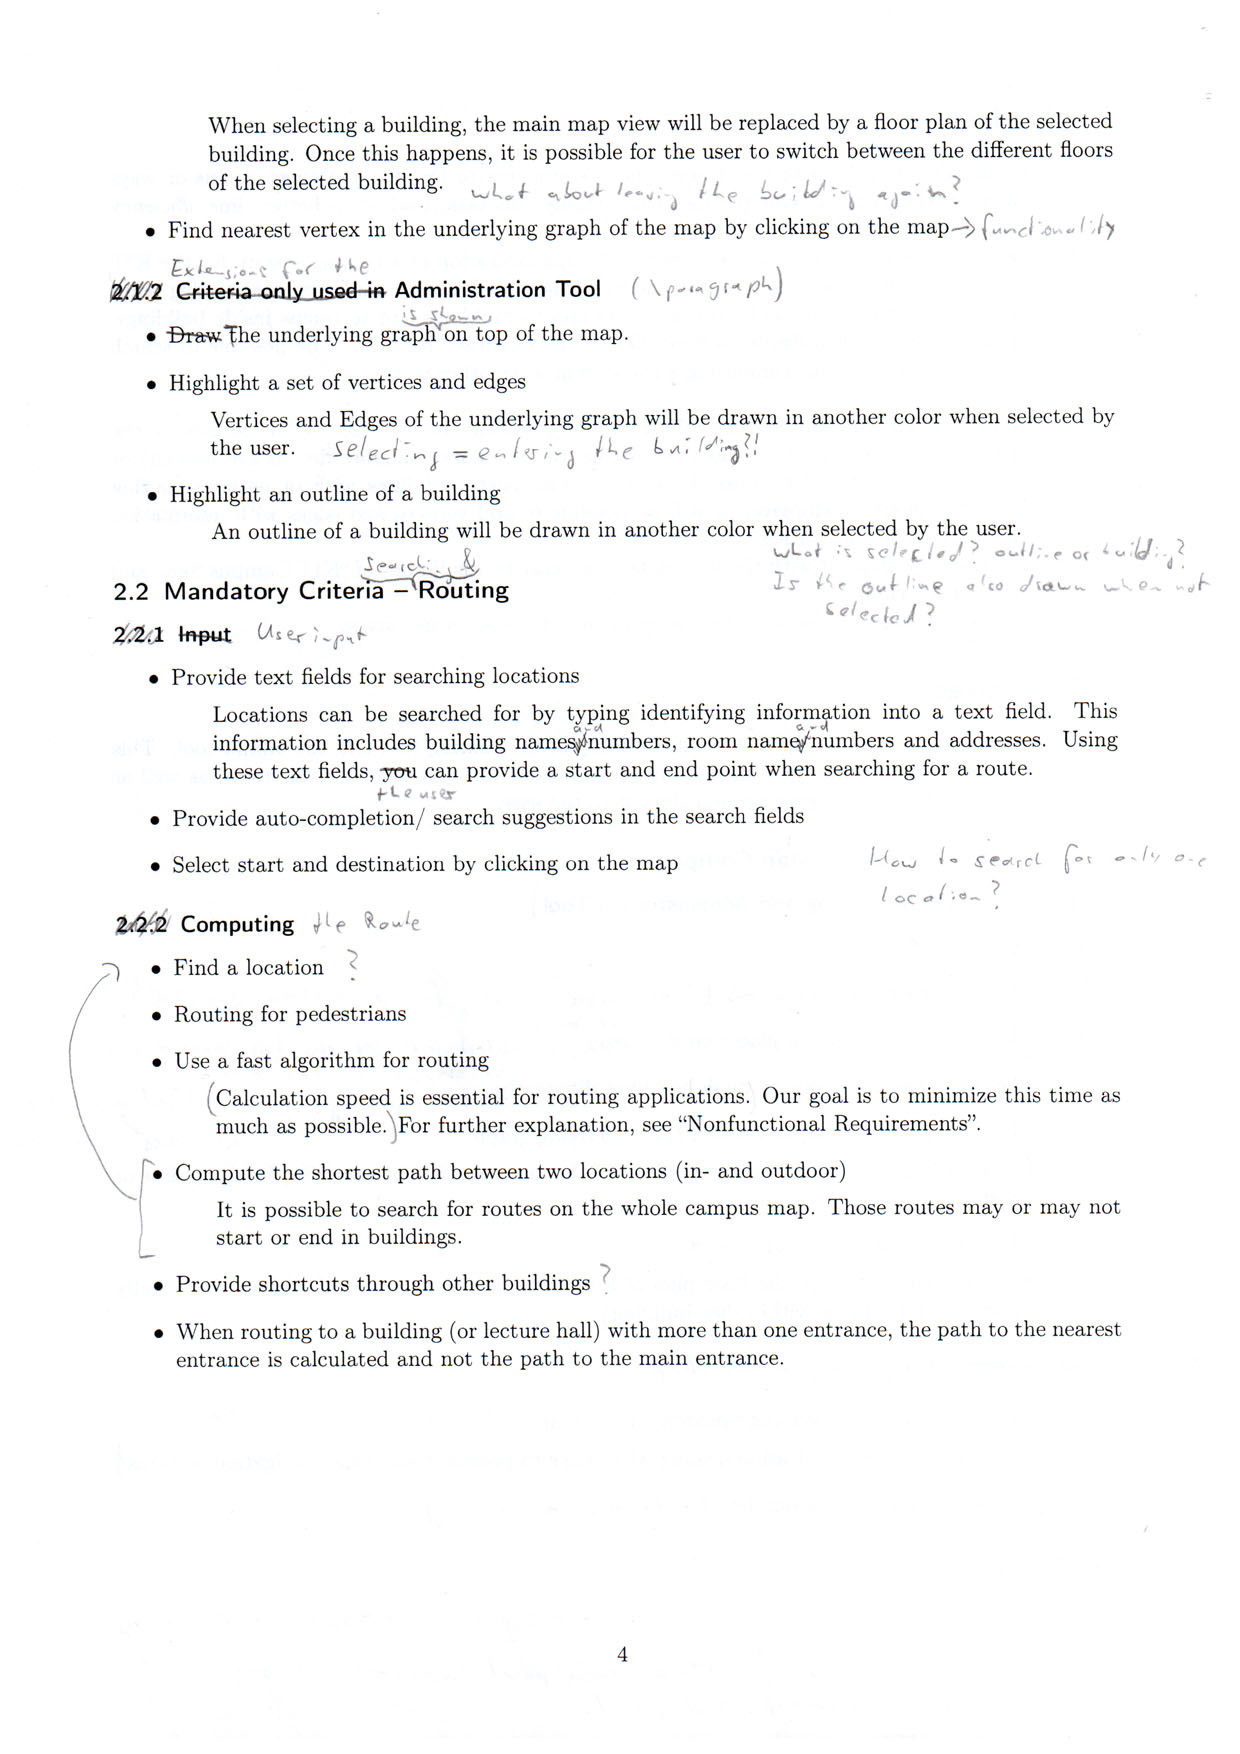 When selecting a building, the main map view will be replaced by a floor plan of the selected
building. Once this happens, it is possible for the user to switch between the different floors
of the selected building. what about leaving the building again?
• Find nearest vertex in the underlying graph of the map by clicking on the map -> functionality
Extensions for the
2.1.2 Criteria only used in Administration Tool (\paragraph)
is shown
• Draw The underlying graph on top of the map.
• Highlight a set of vertices and edges
Vertices and Edges of the underlying graph will be drawn in another color when selected by
the user. selecting = entering the building?!
• Highlight an outline of a building
An outline of a building will be drawn in another color when selected by the user.
what is selected? outline or building?
Is the outline also drawn when not
selected?
searching &
2.2 Mandatory Criteria – Routing
2.2.1 Input User input
• Provide text fields for searching locations
Locations can be searched for by typing identifying information into a text field. This
and and
information includes building names/numbers, room name/numbers and addresses. Using
these text fields, you can provide a start and end point when searching for a route.
the user
• Provide auto-completion/ search suggestions in the search fields
• Select start and destination by clicking on the map
How to search for only one
location?
2.2.2 Computing the Route
• Find a location ?
• Routing for pedestrians
• Use a fast algorithm for routing
(Calculation speed is essential for routing applications. Our goal is to minimize this time as
much as possible.) For further explanation, see “Nonfunctional Requirements”.
• Compute the shortest path between two locations (in- and outdoor)
It is possible to search for routes on the whole campus map. Those routes may or may not
start or end in buildings.
• Provide shortcuts through other buildings ?
• When routing to a building (or lecture hall) with more than one entrance, the path to the nearest
entrance is calculated and not the path to the main entrance.
4